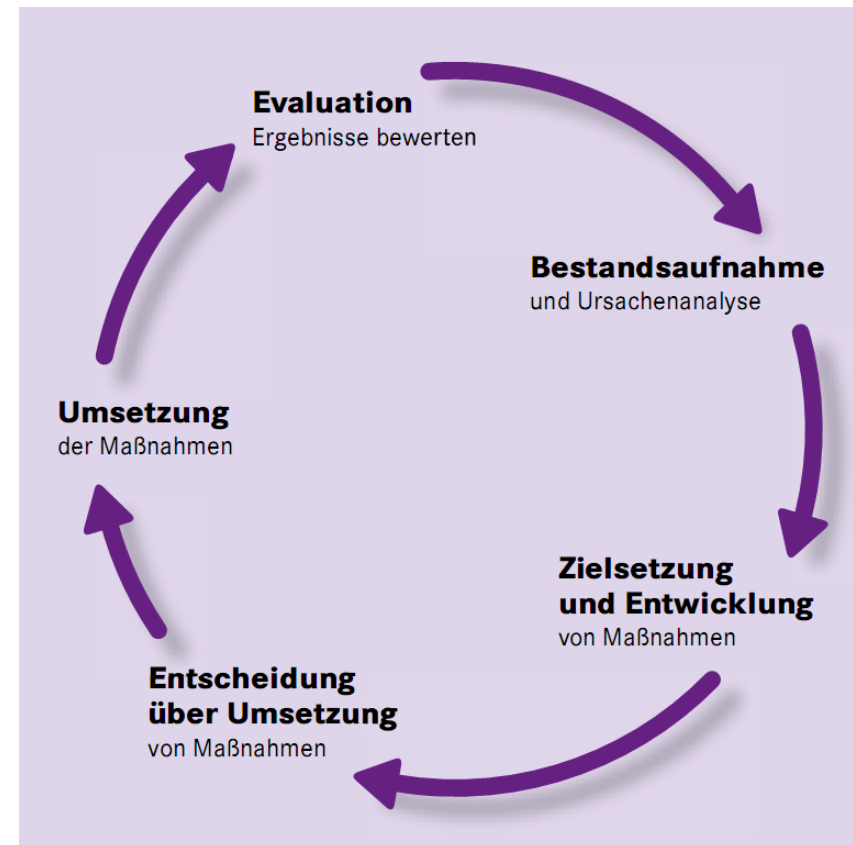 Evaluation
Ergebnisse bewerten
Bestandsaufnahme
und Ursachenanalyse
Zielsetzung
und Entwicklung
von Maßnahmen
Entscheidung
über Umsetzung
von Maßnahmen
Umsetzung
der Maßnahmen